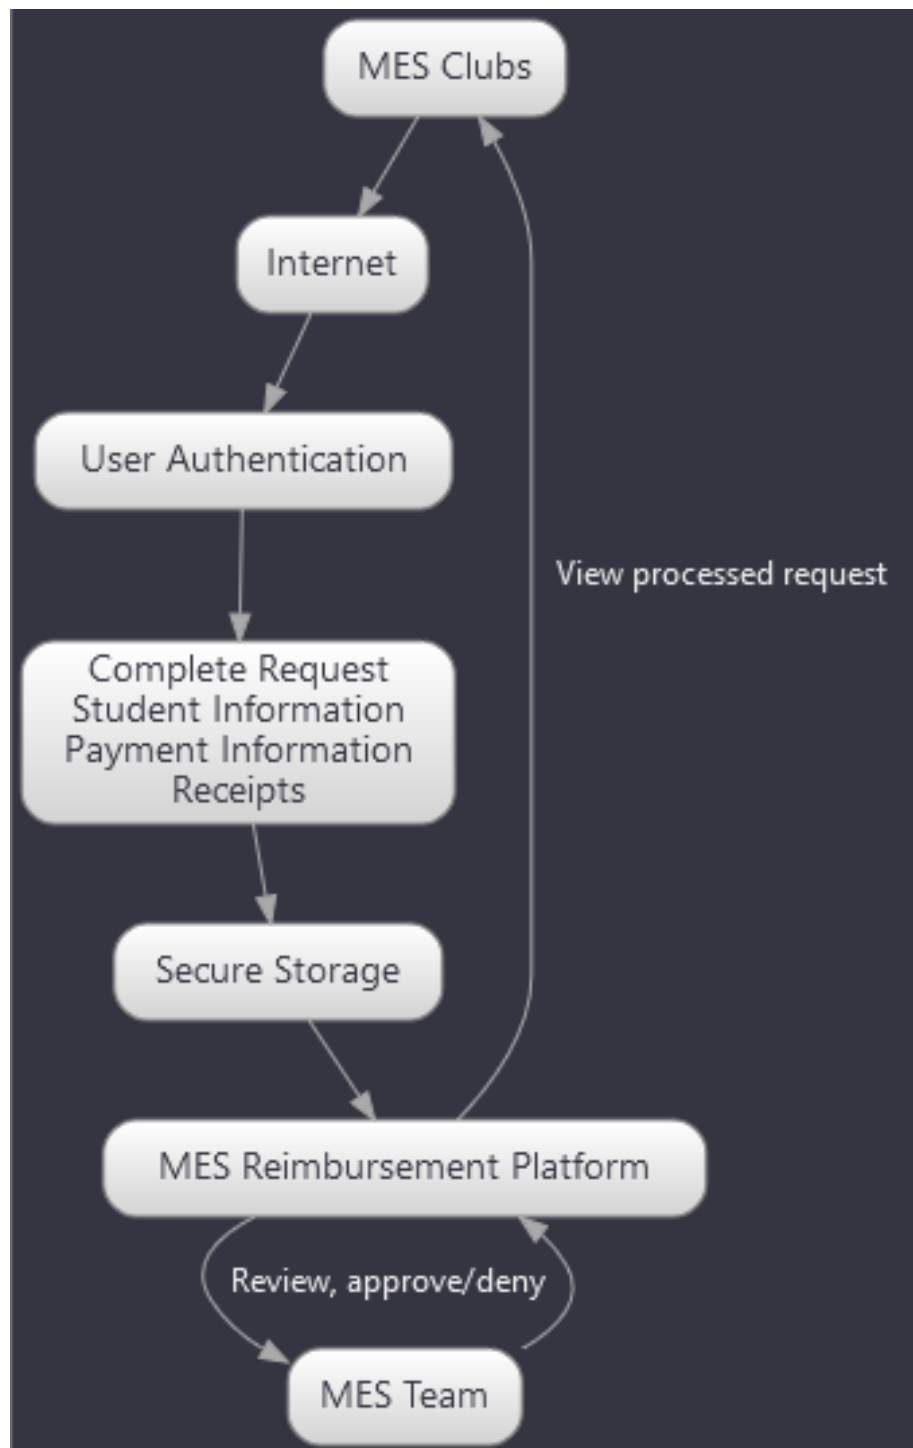 MES Clubs
Internet
User Authentication
View processed request
Complete Request
Student Information
Payment Information
Receipts
Secure Storage
MES Reimbursement Platform
Review, approve/deny
MES Team